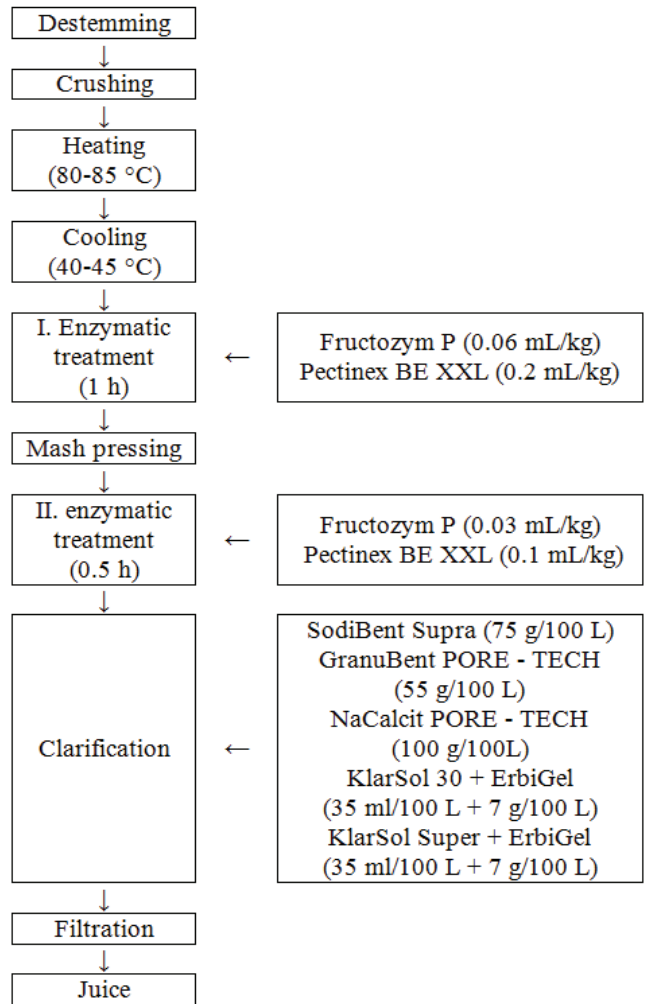 Destemming
↓
Crushing
↓
Heating
(80-85 °C)
↓
Cooling
(40-45 °C)
↓
I. Enzymatic
treatment
(1 h)
←
Fructozym P (0.06 mL/kg)
Pectinex BE XXL (0.2 mL/kg)
↓
Mash pressing
↓
II. enzymatic
treatment
(0.5 h)
←
Fructozym P (0.03 mL/kg)
Pectinex BE XXL (0.1 mL/kg)
↓
Clarification
←
SodiBent Supra (75 g/100 L)
GranuBent PORE - TECH
(55 g/100 L)
NaCalcit PORE - TECH
(100 g/100L)
KlarSol 30 + ErbiGel
(35 ml/100 L + 7 g/100 L)
KlarSol Super + ErbiGel
(35 ml/100 L + 7 g/100 L)
↓
Filtration
↓
Juice